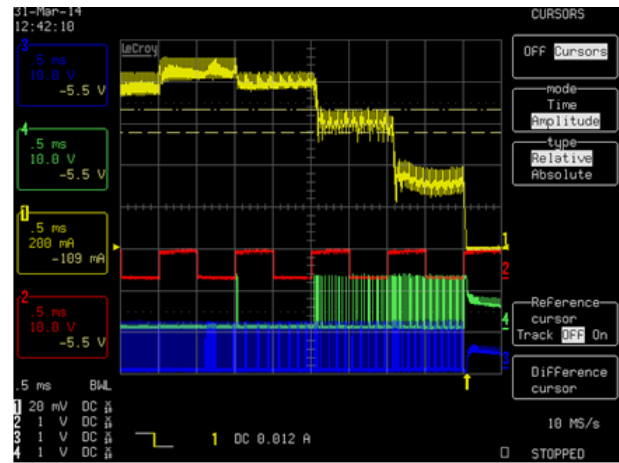 31-Mar-14
12:42:10
CURSORS
LeCroy
OFF Cursors
mode
Time
Amplitude
type
Relative
Absolute
3
.5 ms
10.0 V
-5.5 V
4
.5 ms
10.0 V
-5.5 V
1
.5 ms
200 mA
-109 mA
2
.5 ms
10.0 V
-5.5 V
1
2
4
3
Reference
cursor
Track OFF On
Difference
cursor
.5 ms BWL
1 20 mV DC
2 1 V DC
3 1 V DC
4 1 V DC
1 DC 0.012 A
10 MS/s
STOPPED